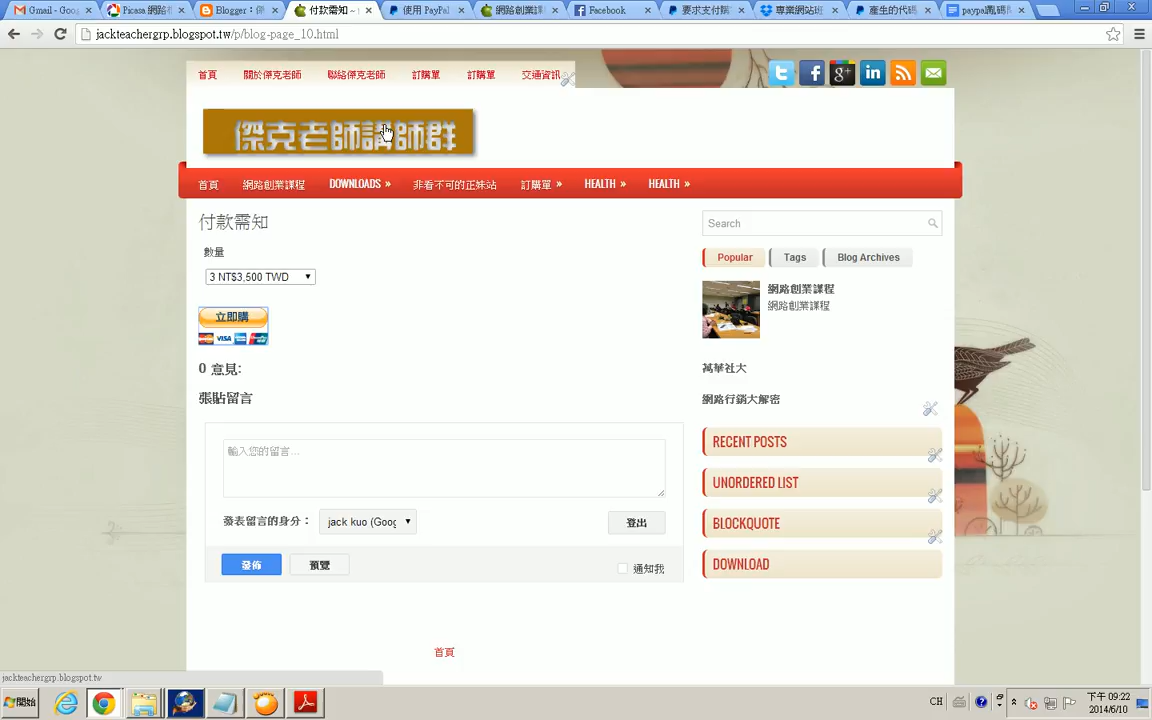 Gmail - Goog
Picasa 網路相
Blogger：傑
付款需知 ~
使用 PayPal
網路創業課
Facebook
要求支付款
專業網站班
產生的代碼
paypal亂碼
jackteachergrp.blogspot.tw/p/blog-page_10.html
首頁 關於傑克老師 聯絡傑克老師 訂購單 訂購單 交通資訊
傑克老師講師群
首頁 網路創業課程 DOWNLOADS » 非看不可的正妹站 訂購單 » HEALTH » HEALTH »
付款需知
數量
3 NT$3,500 TWD
立即購
VISA
0 意見:
張貼留言
輸入您的留言...
發表留言的身分：
jack kuo (Goog
登出
發佈
預覽
通知我
首頁
Search
Popular
Tags
Blog Archives
網路創業課程
網路創業課程
萬華社大
網路行銷大解密
RECENT POSTS
UNORDERED LIST
BLOCKQUOTE
DOWNLOAD
jackteachergrp.blogspot.tw
開始
CH
下午 09:22
2014/6/10